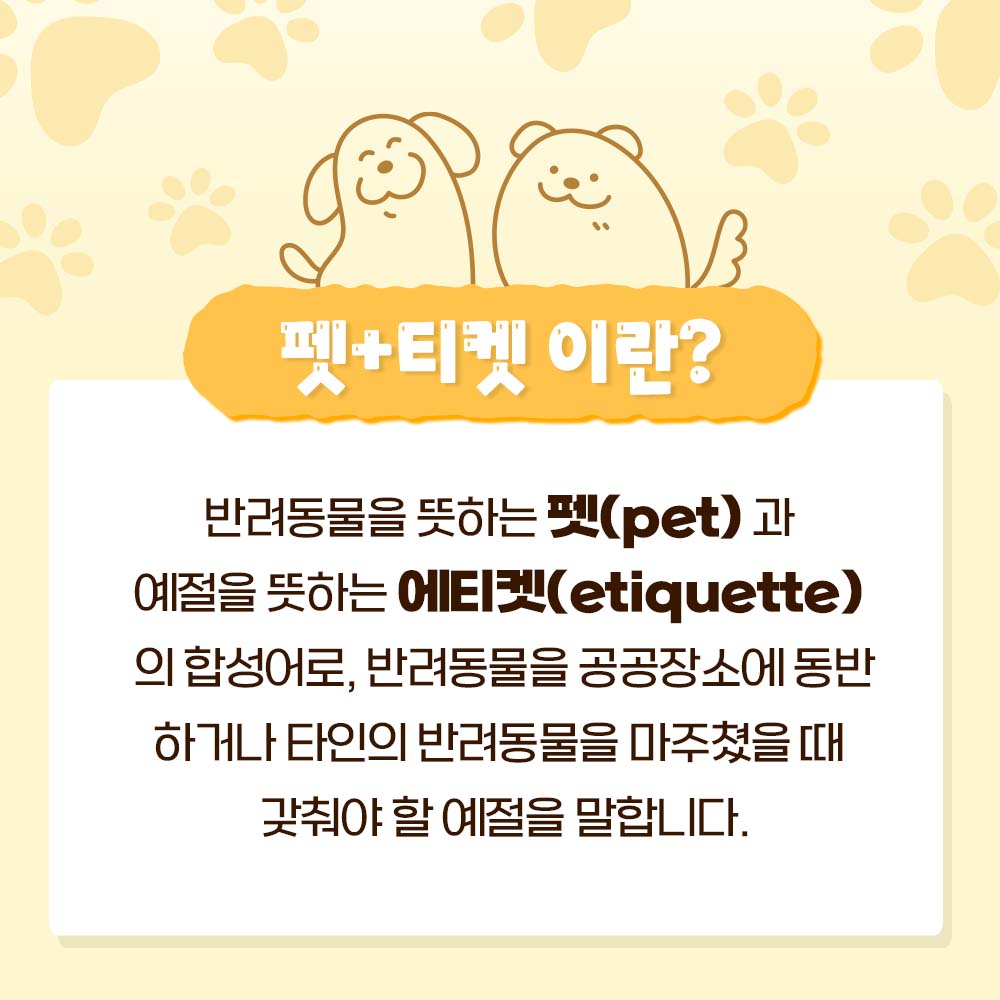 펫+티켓 이란?
반려동물을 뜻하는 펫(pet) 과
예절을 뜻하는 에티켓(etiquette)
의 합성어로, 반려동물을 공공장소에 동반
하거나 타인의 반려동물을 마주쳤을 때
갖춰야 할 예절을 말합니다.